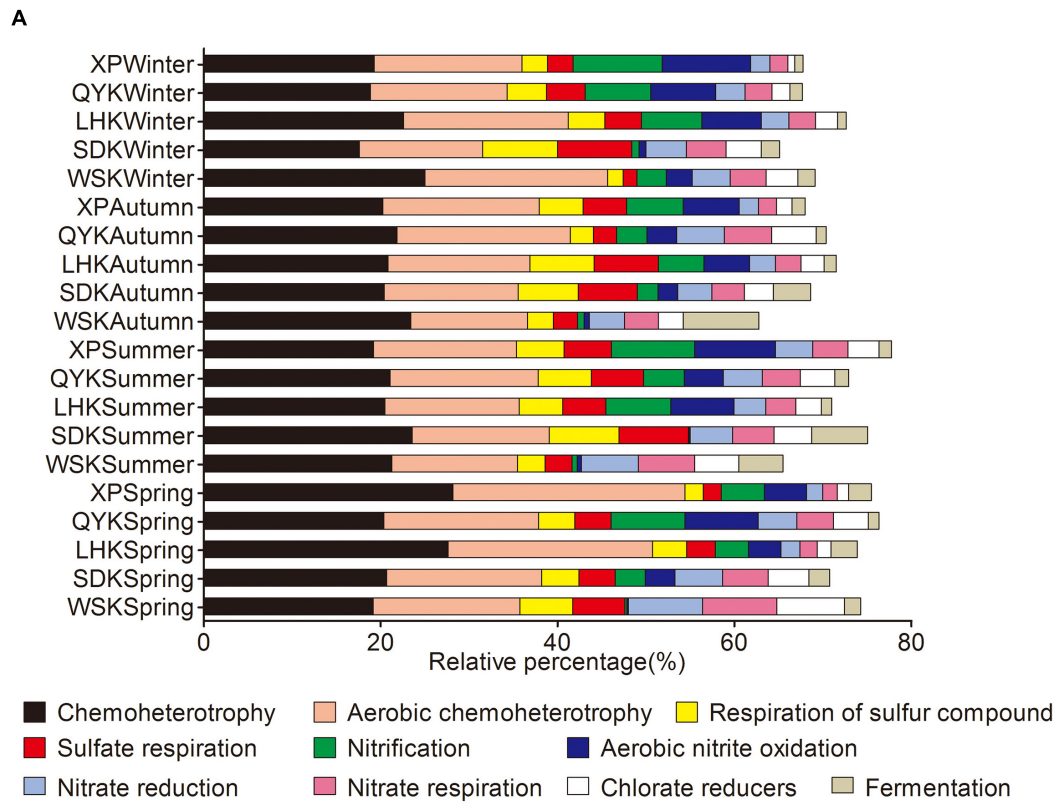 A
XPWinter
QYKWinter
LHKWinter
SDKWinter
WSKWinter
XPAutumn
QYKAutumn
LHKAutumn
SDKAutumn
WSKAutumn
XPSummer
QYKSummer
LHKSummer
SDKSummer
WSKSummer
XPSpring
QYKSpring
LHKSpring
SDKSpring
WSKSpring
0 20 40 60 80
Relative percentage(%)
Chemoheterotrophy Aerobic chemoheterotrophy Respiration of sulfur compound
Sulfate respiration Nitrification Aerobic nitrite oxidation
Nitrate reduction Nitrate respiration Chlorate reducers Fermentation